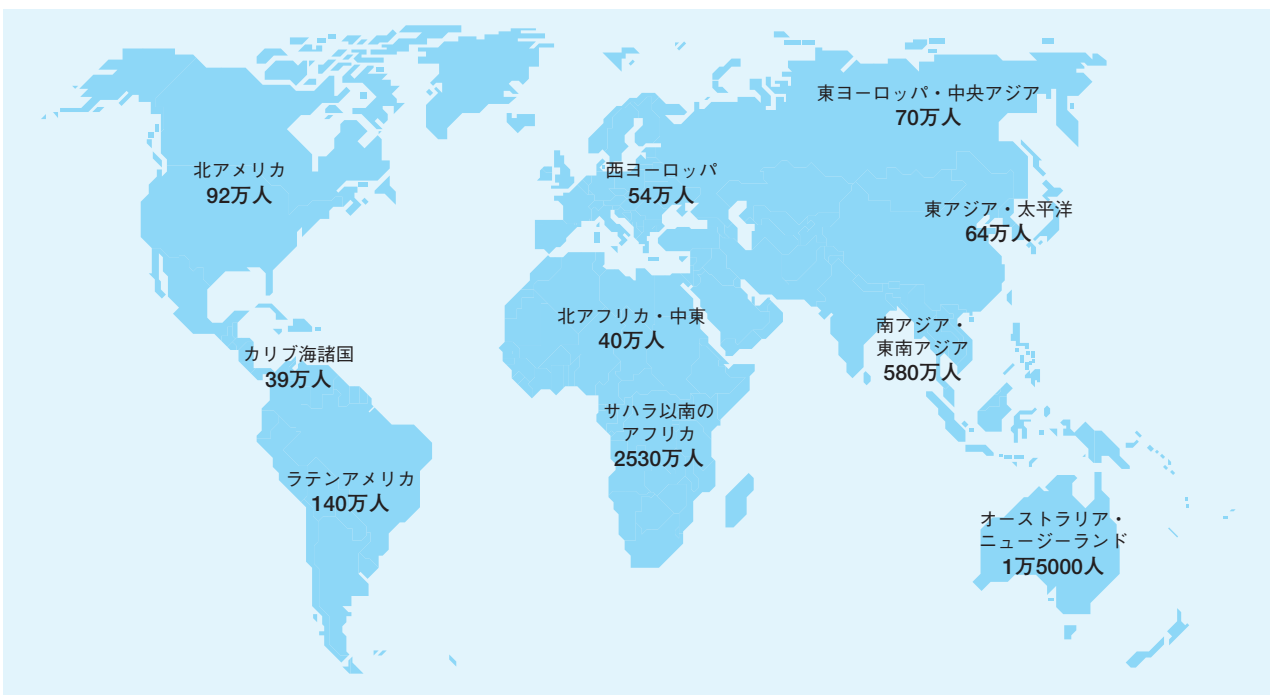 東ヨーロッパ・中央アジア
70万人
北アメリカ
92万人
西ヨーロッパ
54万人
東アジア・太平洋
64万人
北アフリカ・中東
40万人
南アジア・
東南アジア
580万人
カリブ海諸国
39万人
サハラ以南の
アフリカ
2530万人
ラテンアメリカ
140万人
オーストラリア・
ニュージーランド
1万5000人